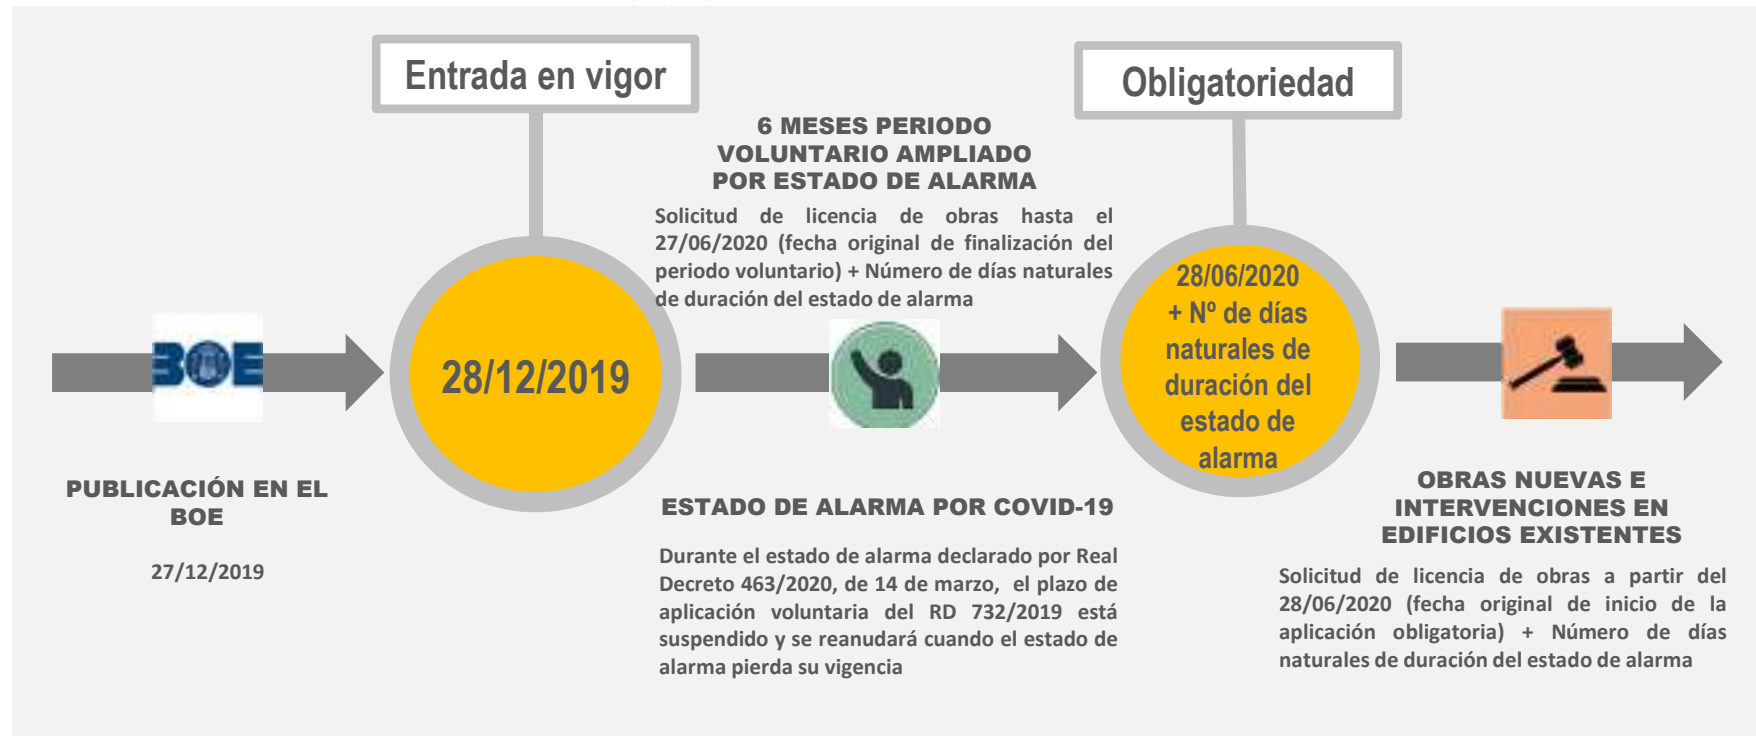 Entrada en vigor
Obligatoriedad
6 MESES PERIODO
VOLUNTARIO AMPLIADO
POR ESTADO DE ALARMA
Solicitud de licencia de obras hasta el
27/06/2020 (fecha original de finalización del
periodo voluntario) + Número de días naturales
de duración del estado de alarma
BOE
28/12/2019
28/06/2020
+ Nº de días
naturales de
duración del
estado de
alarma
PUBLICACIÓN EN EL
BOE
27/12/2019
ESTADO DE ALARMA POR COVID-19
Durante el estado de alarma declarado por Real
Decreto 463/2020, de 14 de marzo, el plazo de
aplicación voluntaria del RD 732/2019 está
suspendido y se reanudará cuando el estado de
alarma pierda su vigencia
OBRAS NUEVAS E
INTERVENCIONES EN
EDIFICIOS EXISTENTES
Solicitud de licencia de obras a partir del
28/06/2020 (fecha original de inicio de la
aplicación obligatoria) + Número de días
naturales de duración del estado de alarma